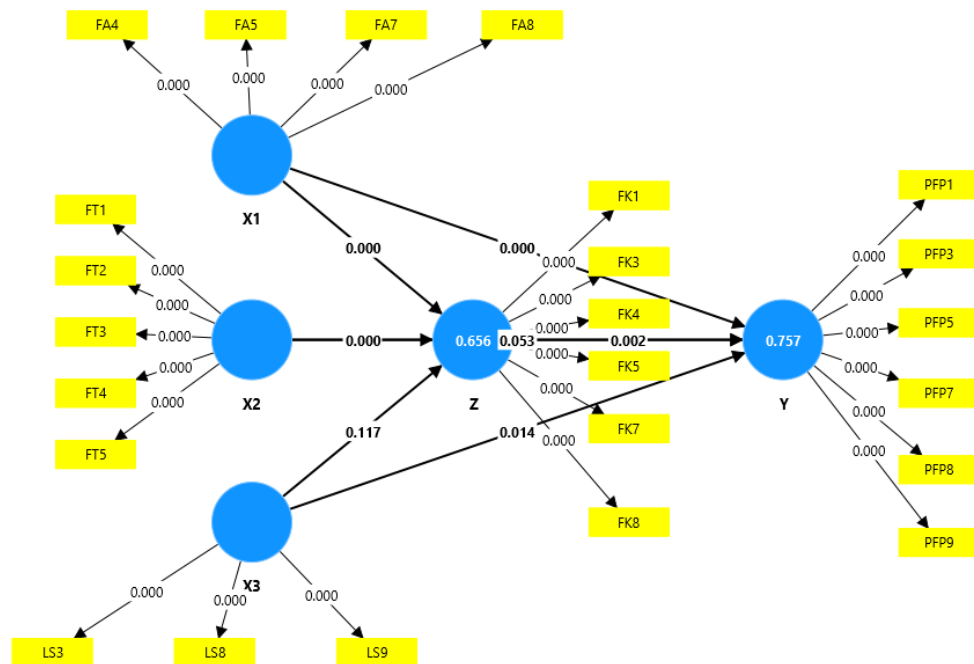 FA4
FA5
FA7
FA8
0.000
0.000
0.000
0.000
X1
0.000
0.000
FT1
FT2
FT3
FT4
FT5
0.000
0.000
0.000
0.000
0.000
X2
0.000
FK1
FK3
FK4
FK5
FK7
FK8
0.000
0.000
0.000
0.000
0.000
0.000
0.656
0.053
0.002
Z
0.757
Y
PFP1
PFP3
PFP5
PFP7
PFP8
PFP9
0.000
0.000
0.000
0.000
0.000
0.000
0.117
0.014
X3
0.000
0.000
0.000
LS3
LS8
LS9